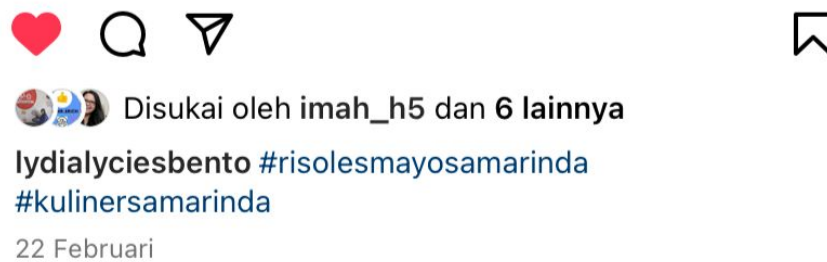 Disukai oleh imah_h5 dan 6 lainnya
lydialyciesbento #risolesmayosamarinda
#kulinersamarinda
22 Februari